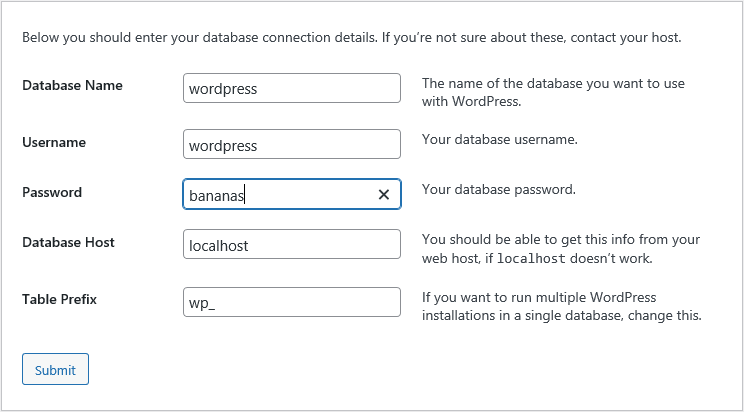 Below you should enter your database connection details. If you’re not sure about these, contact your host.
Database Name
wordpress
The name of the database you want to use
with WordPress.
Username
wordpress
Your database username.
Password
bananas
Your database password.
Database Host
localhost
You should be able to get this info from your
web host, if localhost doesn’t work.
Table Prefix
wp_
If you want to run multiple WordPress
installations in a single database, change this.
Submit